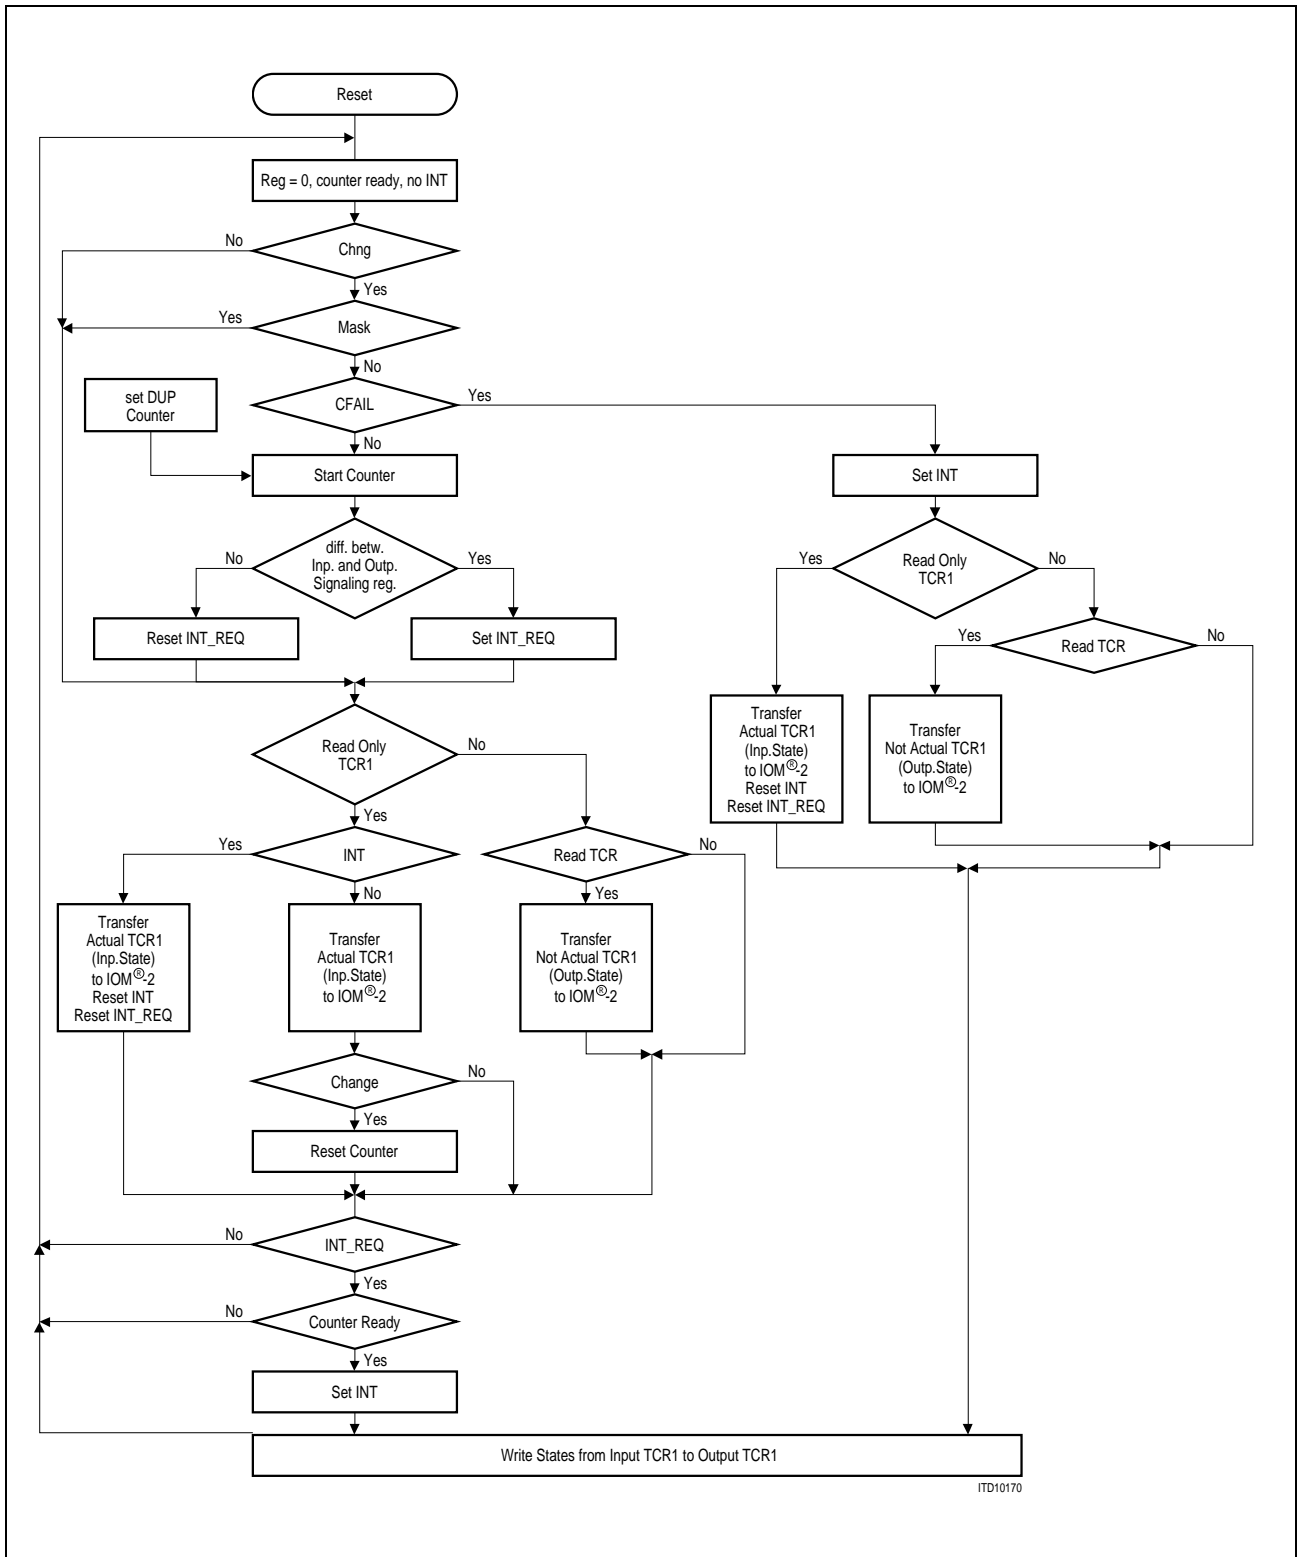 Reset
Reg = 0, counter ready, no INT
No
Chng
Yes
Yes
Mask
No
set DUP
Counter
CFAIL
Yes
No
Start Counter
Set INT
No
diff. betw.
Inp. and Outp.
Signaling reg.
Yes
Yes
Read Only
TCR1
No
Reset INT_REQ
Set INT_REQ
Yes
Read TCR
No
Read Only
TCR1
No
Yes
Transfer
Actual TCR1
(Inp.State)
to IOM®-2
Reset INT
Reset INT_REQ
Transfer
Not Actual TCR1
(Outp.State)
to IOM®-2
Yes
INT
No
Read TCR
No
Yes
Transfer
Actual TCR1
(Inp.State)
to IOM®-2
Reset INT
Reset INT_REQ
Transfer
Actual TCR1
(Inp.State)
to IOM®-2
Transfer
Not Actual TCR1
(Outp.State)
to IOM®-2
Change
No
Yes
Reset Counter
No
INT_REQ
Yes
No
Counter Ready
Yes
Set INT
Write States from Input TCR1 to Output TCR1
ITD10170